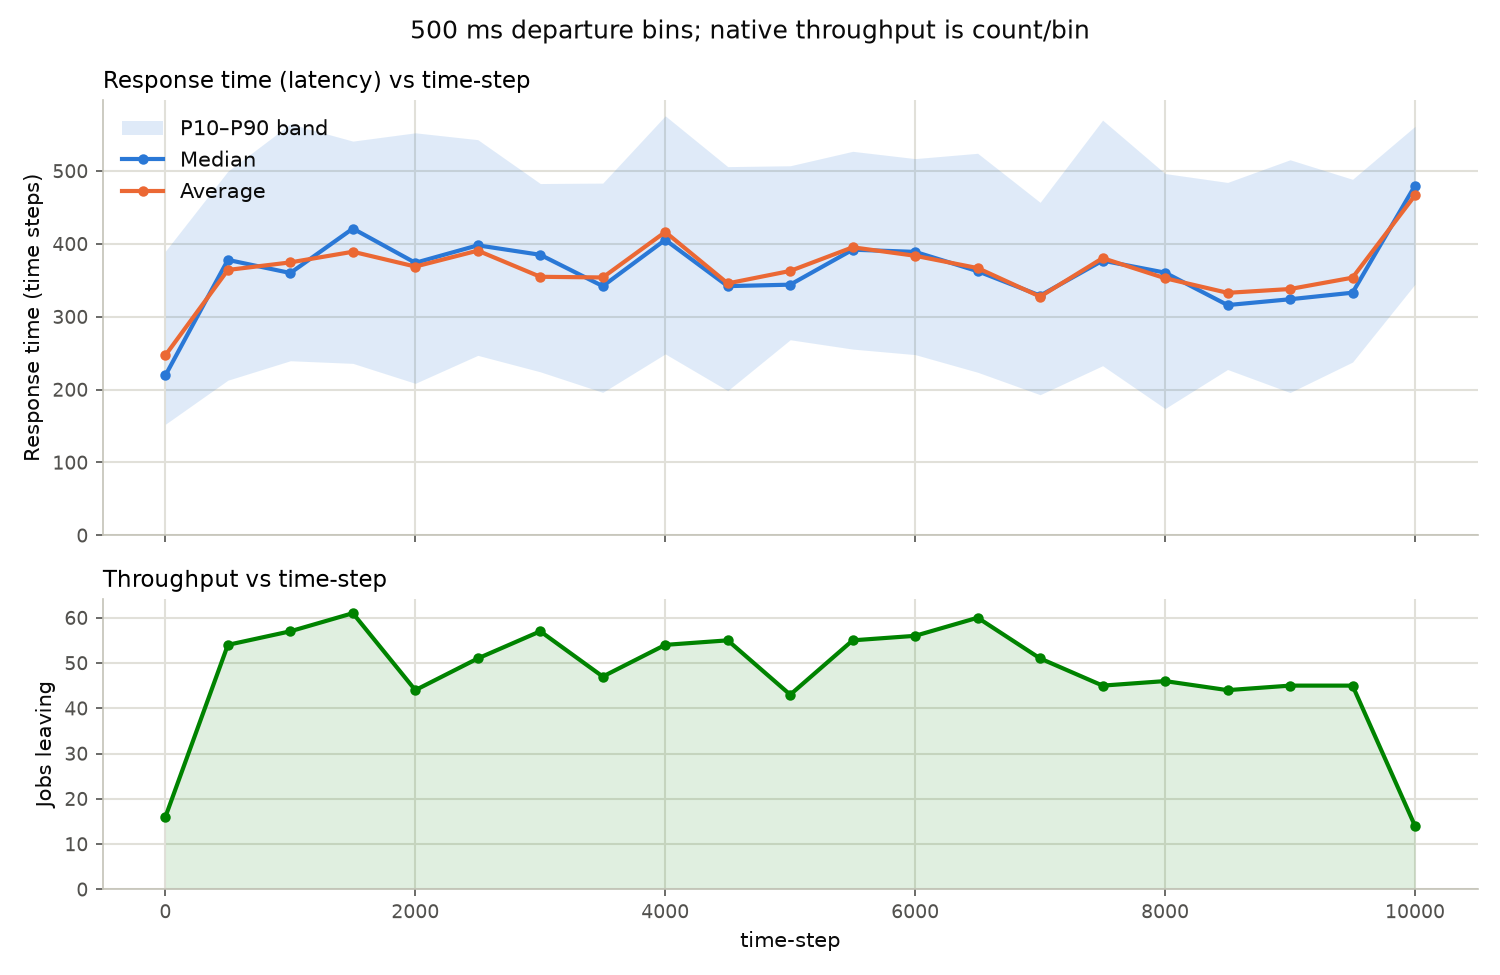 500 ms departure bins; native throughput is count/bin
Response time (latency) vs time-step
P10–P90 band
Median
Average
Response time (time steps)
500
400
300
200
100
0
Throughput vs time-step
Jobs leaving
60
50
40
30
20
10
0
0 2000 4000 6000 8000 10000
time-step